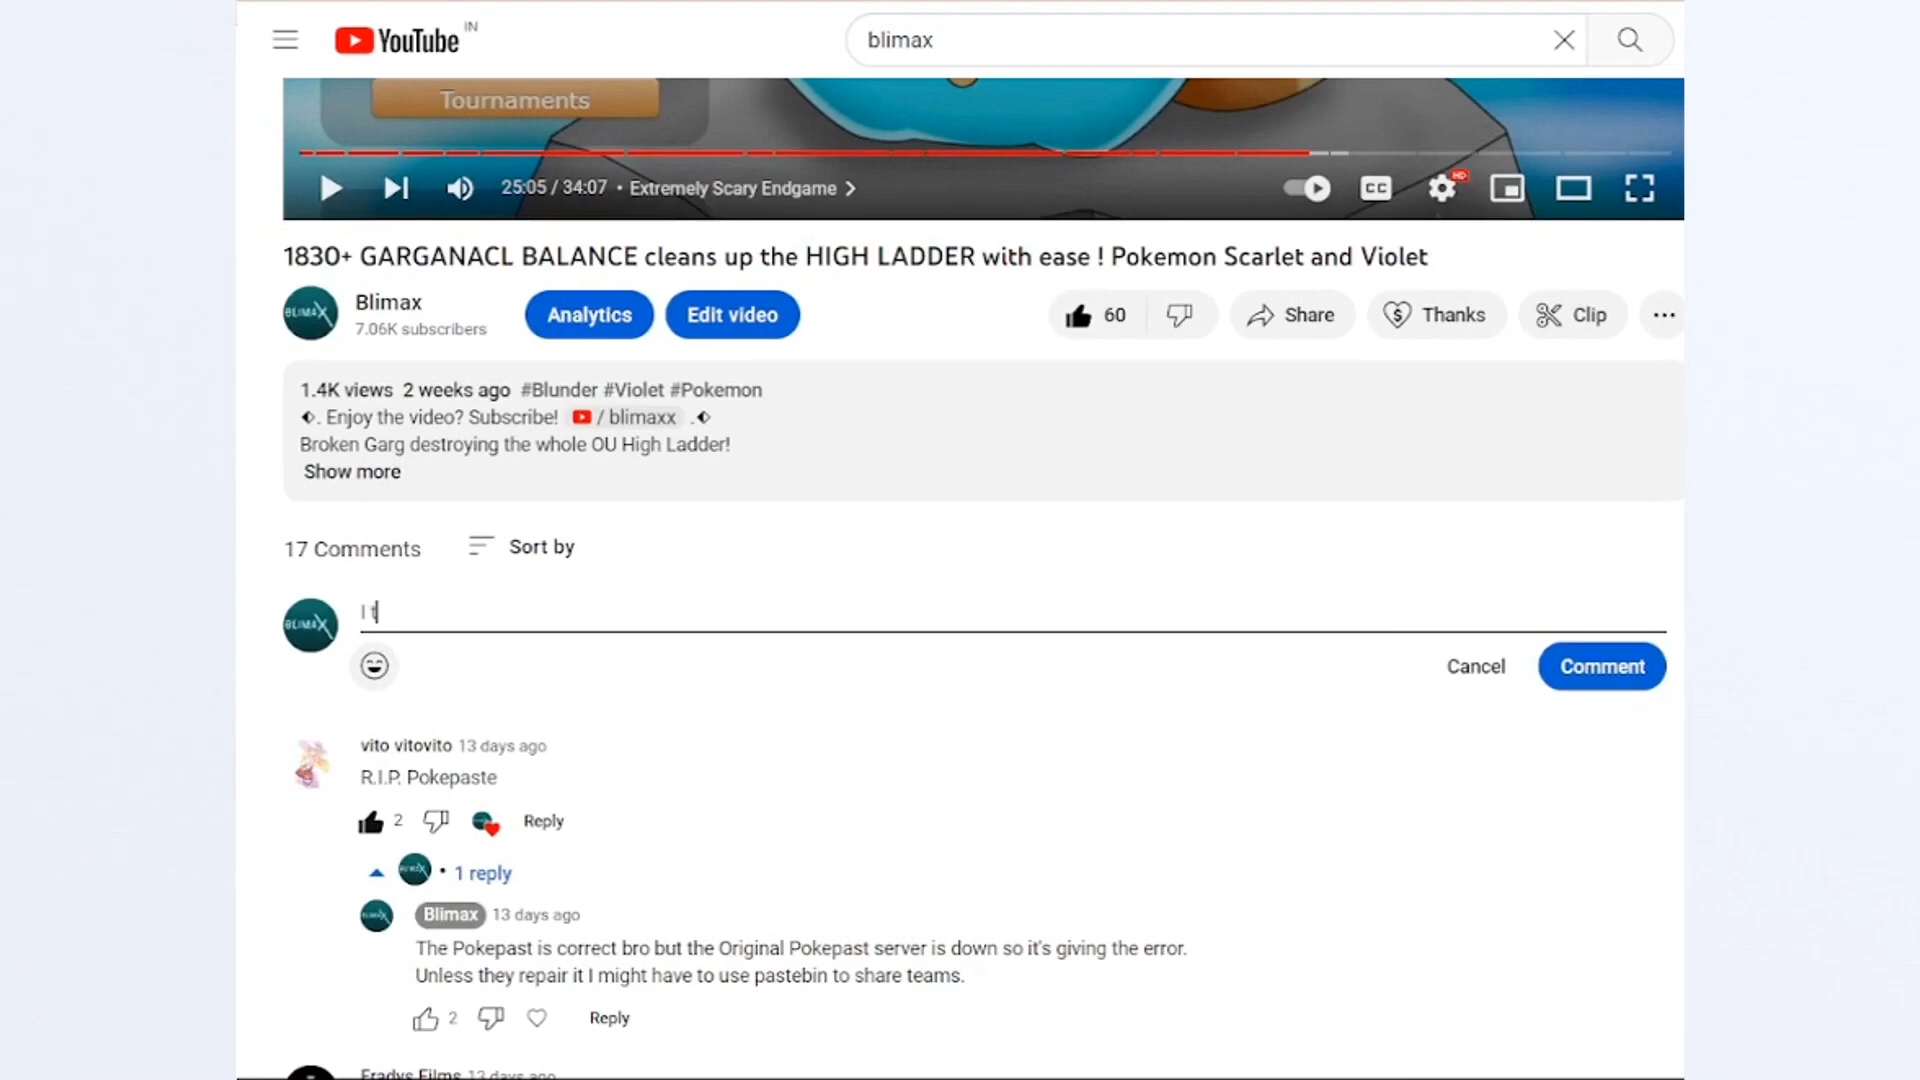 YouTube IN
blimax
Tournaments
25:05 / 34:07 • Extremely Scary Endgame
CC
HD
1830+ GARGANACL BALANCE cleans up the HIGH LADDER with ease ! Pokemon Scarlet and Violet
BLIMAX
Blimax
7.06K subscribers
Analytics
Edit video
60
Share
Thanks
Clip
1.4K views 2 weeks ago #Blunder #Violet #Pokemon
. Enjoy the video? Subscribe! / blimaxx .
Broken Garg destroying the whole OU High Ladder!
Show more
17 Comments
Sort by
BLIMAX
I t
Cancel
Comment
vito vitovito 13 days ago
R.I.P. Pokepaste
2
Reply
• 1 reply
Blimax 13 days ago
The Pokepast is correct bro but the Original Pokepast server is down so it's giving the error.
Unless they repair it I might have to use pastebin to share teams.
2
Reply
Fradys Films 13 days ago